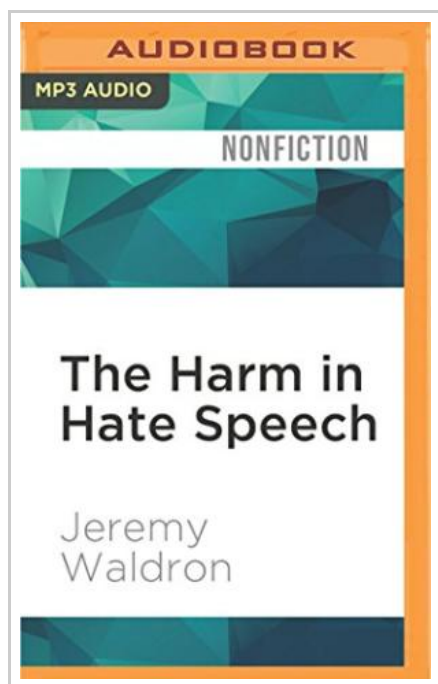 AUDIOBOOK
MP3 AUDIO
NONFICTION
The Harm in
Hate Speech
Jeremy
Waldron